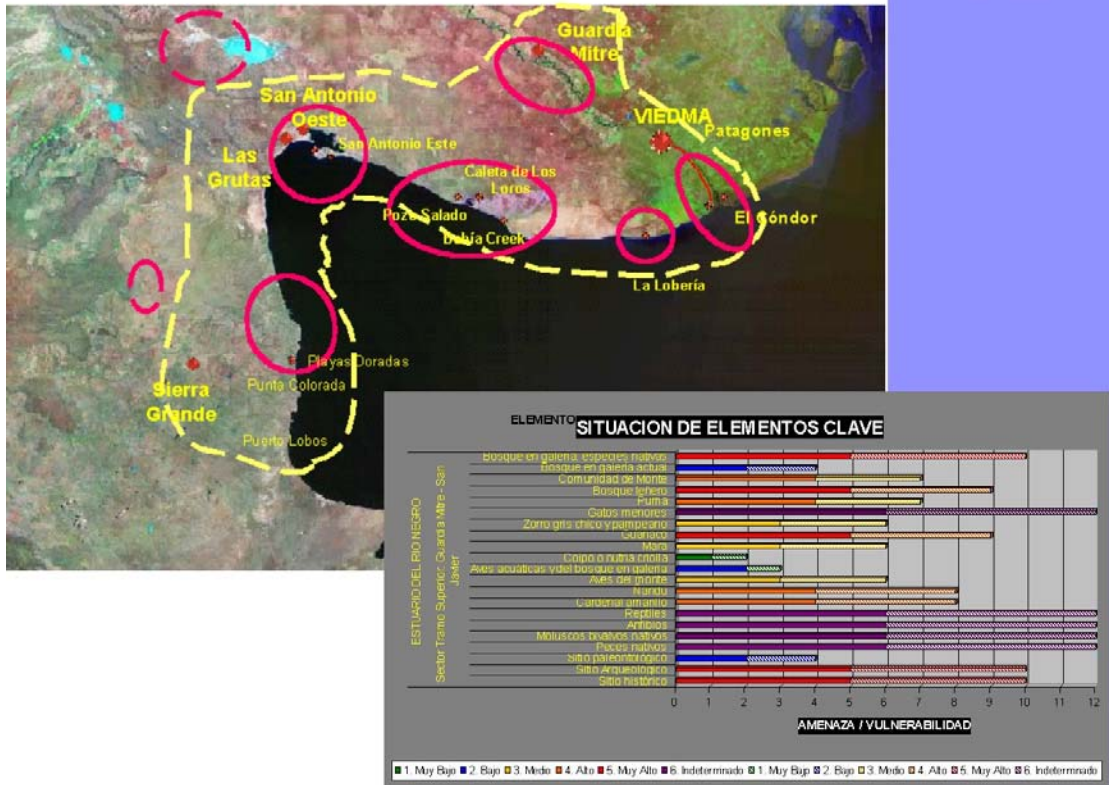 Guardia
Mitre
San Antonio
Oeste
VIEDMA
Patagones
San Antonio Este
Las
Grutas
Caleta de Los
Loros
Pozo Salado
El Cóndor
Bahía Creek
La Lobería
Playas Doradas
Punta Colorada
Sierra
Grande
Puerto Lobos
ELEMENTO
SITUACION DE ELEMENTOS CLAVE
ESTUARIO DEL RIO NEGRO
Sector Tramo Superior, Guardia Mitre - San
Javier
Bosque en galería, especies nativas
Bosque en galería actual
Comunidad de Monte
Bosque leñero
Puma
Gatos menores
Zorro gris chico y pampeano
Guanaco
Mara
Coipo o nutria criolla
Aves acuáticas y del bosque en galería
Aves del monte
Ñandú
Cardenal amarillo
Reptiles
Anfibios
Moluscos bivalvos nativos
Peces nativos
Sitio paleontológico
Sitio Arqueológico
Sitio histórico
0 1 2 3 4 5 6 7 8 9 10 11 12
AMENAZA / VULNERABILIDAD
1. Muy Bajo 2. Bajo 3. Medio 4. Alto 5. Muy Alto 6. Indeterminado 1. Muy Bajo 2. Bajo 3. Medio 4. Alto 5. Muy Alto 6. Indeterminado